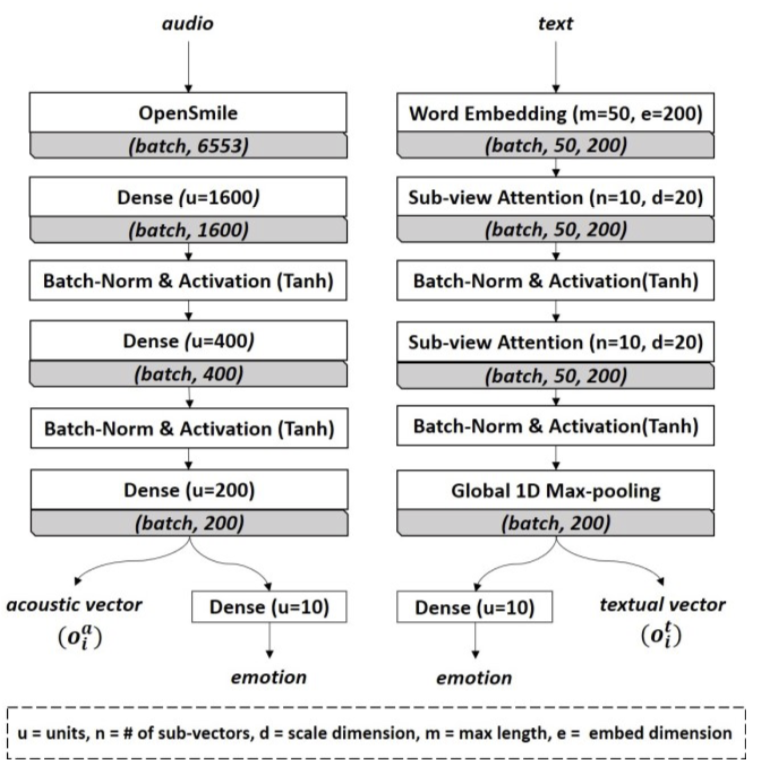 audio
OpenSmile
(batch, 6553)
Dense (u=1600)
(batch, 1600)
Batch-Norm & Activation (Tanh)
Dense (u=400)
(batch, 400)
Batch-Norm & Activation (Tanh)
Dense (u=200)
(batch, 200)
acoustic vector
(oᵢᵃ)
Dense (u=10)
emotion
text
Word Embedding (m=50, e=200)
(batch, 50, 200)
Sub-view Attention (n=10, d=20)
(batch, 50, 200)
Batch-Norm & Activation(Tanh)
Sub-view Attention (n=10, d=20)
(batch, 50, 200)
Batch-Norm & Activation(Tanh)
Global 1D Max-pooling
(batch, 200)
Dense (u=10)
emotion
textual vector
(oᵢᵗ)
u = units, n = # of sub-vectors, d = scale dimension, m = max length, e = embed dimension